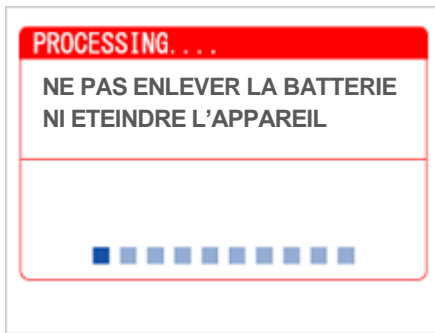 PROCESSING....
NE PAS ENLEVER LA BATTERIE
NI ETEINDRE L'APPAREIL